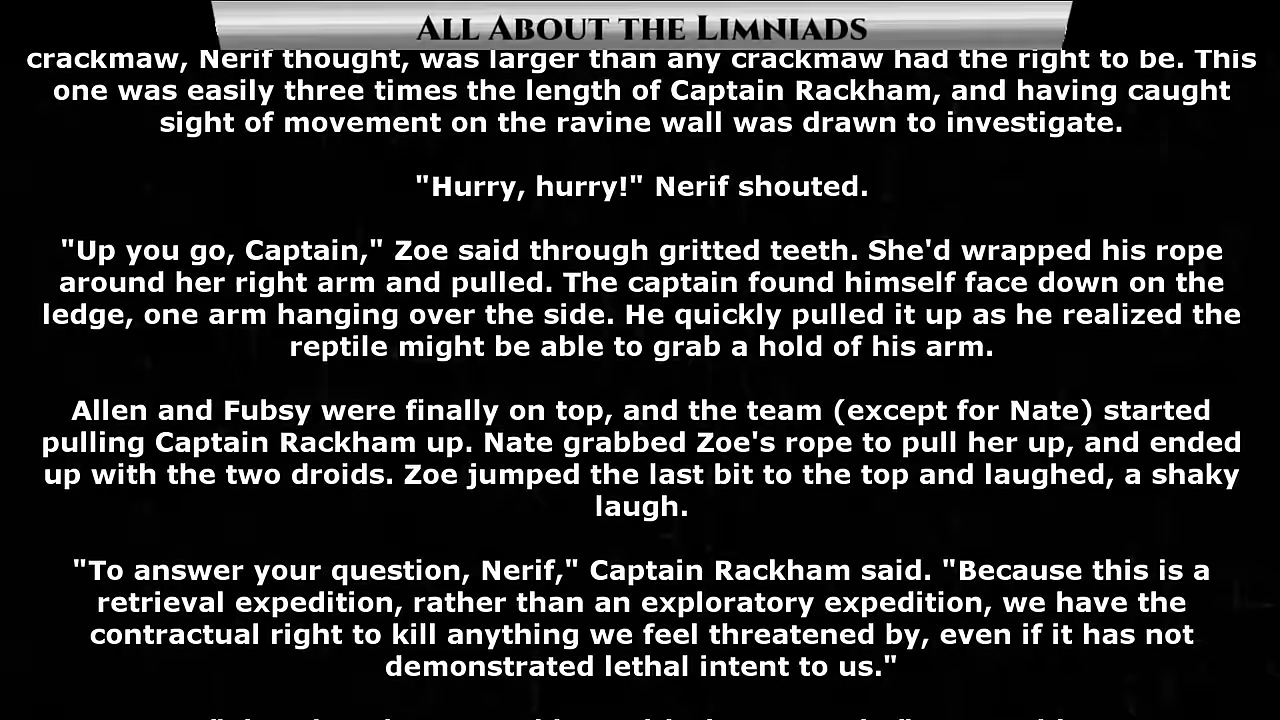 All About the Limniads
crackmaw, Nerif thought, was larger than any crackmaw had the right to be. This
one was easily three times the length of Captain Rackham, and having caught
sight of movement on the ravine wall was drawn to investigate.
"Hurry, hurry!" Nerif shouted.
"Up you go, Captain," Zoe said through gritted teeth. She'd wrapped his rope
around her right arm and pulled. The captain found himself face down on the
ledge, one arm hanging over the side. He quickly pulled it up as he realized the
reptile might be able to grab a hold of his arm.
Allen and Fubsy were finally on top, and the team (except for Nate) started
pulling Captain Rackham up. Nate grabbed Zoe's rope to pull her up, and ended
up with the two droids. Zoe jumped the last bit to the top and laughed, a shaky
laugh.
"To answer your question, Nerif," Captain Rackham said. "Because this is a
retrieval expedition, rather than an exploratory expedition, we have the
contractual right to kill anything we feel threatened by, even if it has not
demonstrated lethal intent to us."